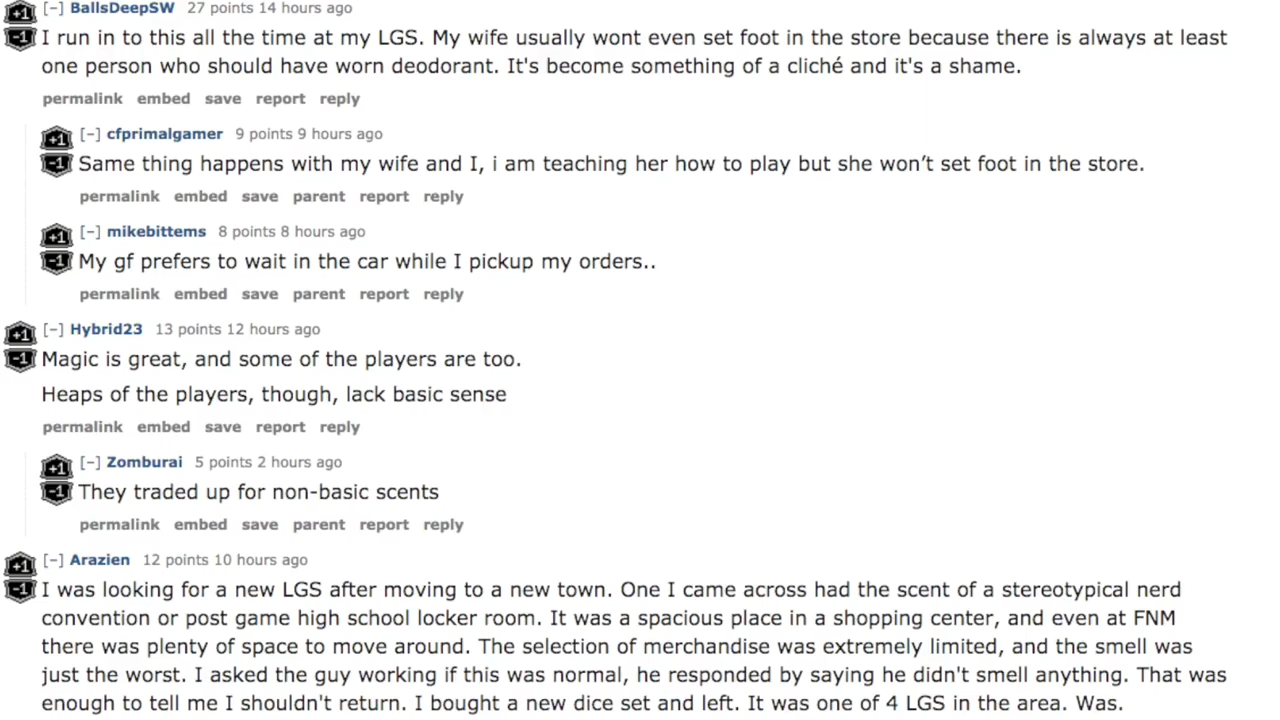 [-] BallsDeepSW 27 points 14 hours ago
+1
-1
I run in to this all the time at my LGS. My wife usually wont even set foot in the store because there is always at least
one person who should have worn deodorant. It's become something of a cliché and it's a shame.
permalink embed save report reply
+1
[-] cfprimalgamer 9 points 9 hours ago
-1
Same thing happens with my wife and I, i am teaching her how to play but she won’t set foot in the store.
permalink embed save parent report reply
+1
[-] mikebittems 8 points 8 hours ago
-1
My gf prefers to wait in the car while I pickup my orders..
permalink embed save parent report reply
+1
[-] Hybrid23 13 points 12 hours ago
-1
Magic is great, and some of the players are too.
Heaps of the players, though, lack basic sense
permalink embed save report reply
+1
[-] Zomburai 5 points 2 hours ago
-1
They traded up for non-basic scents
permalink embed save parent report reply
+1
[-] Arazien 12 points 10 hours ago
-1
I was looking for a new LGS after moving to a new town. One I came across had the scent of a stereotypical nerd
convention or post game high school locker room. It was a spacious place in a shopping center, and even at FNM
there was plenty of space to move around. The selection of merchandise was extremely limited, and the smell was
just the worst. I asked the guy working if this was normal, he responded by saying he didn't smell anything. That was
enough to tell me I shouldn't return. I bought a new dice set and left. It was one of 4 LGS in the area. Was.